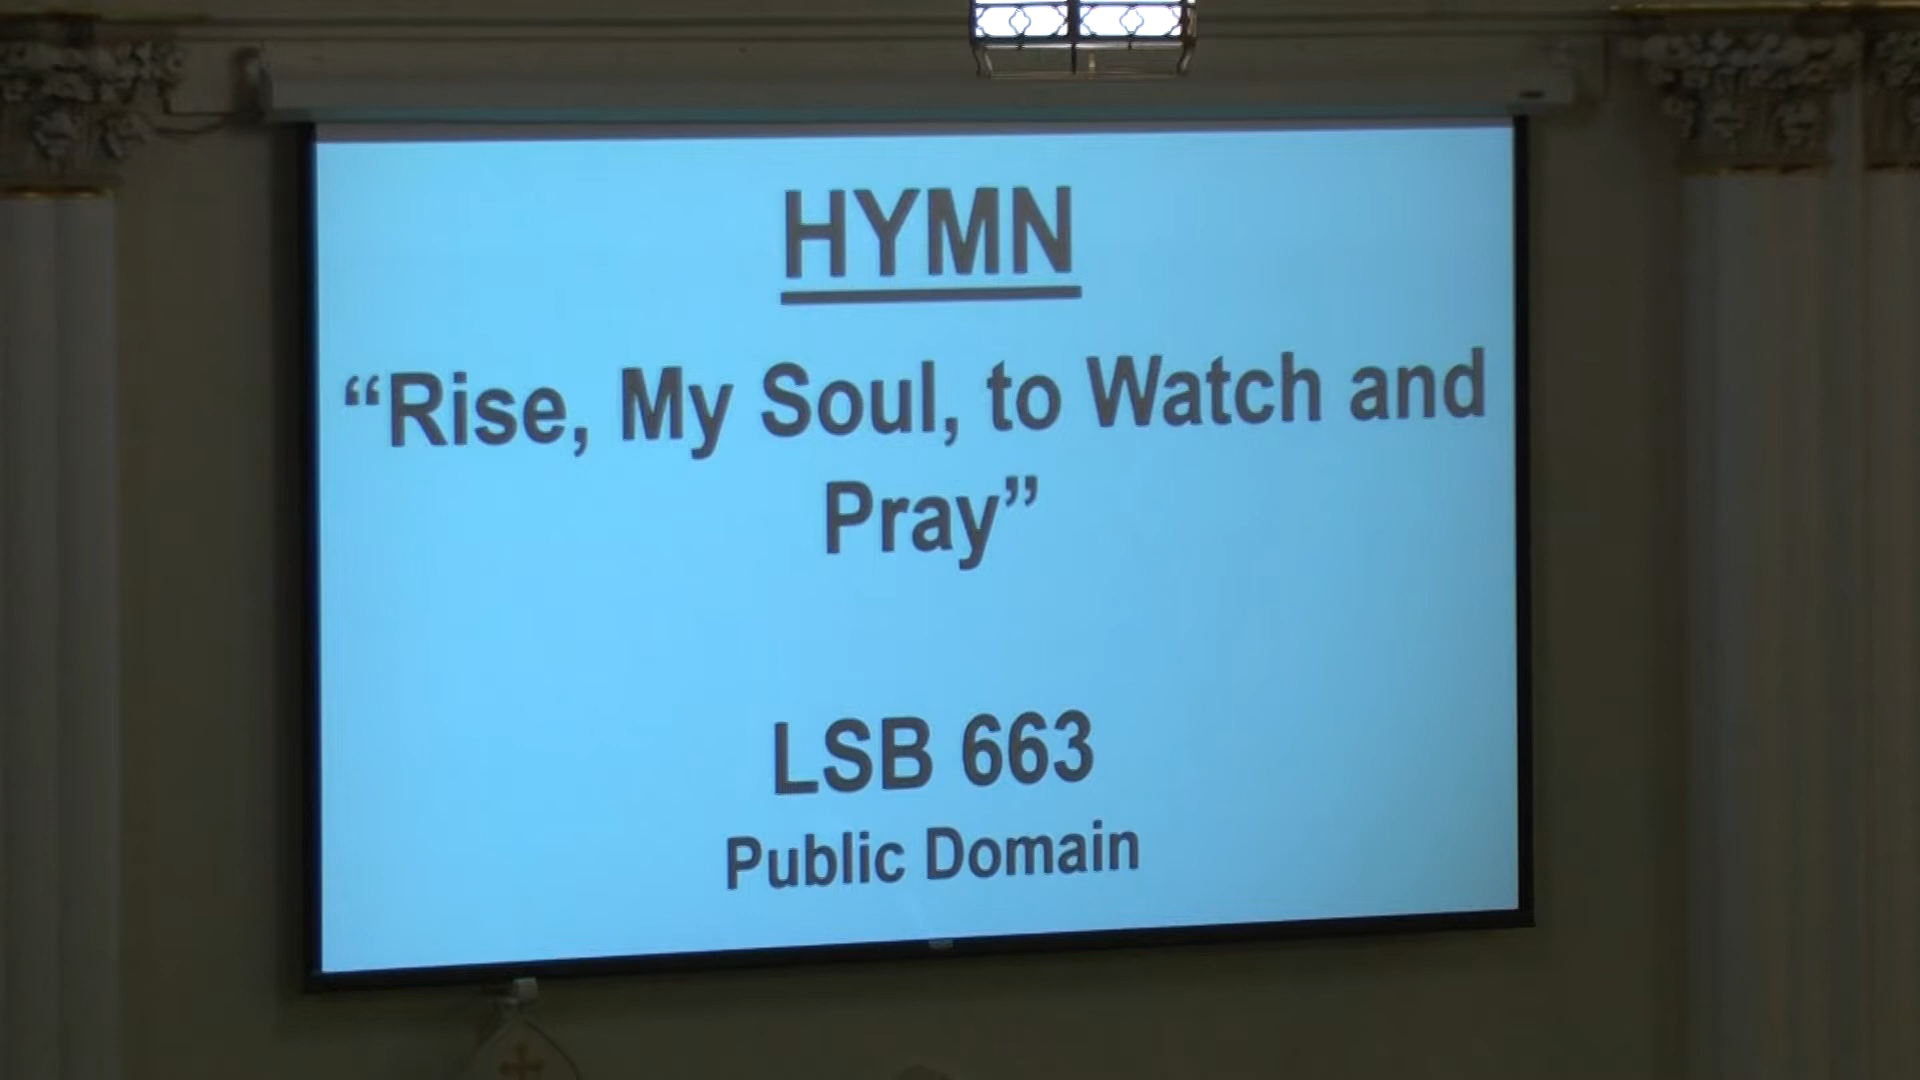 HYMN
“Rise, My Soul, to Watch and
Pray”
LSB 663
Public Domain